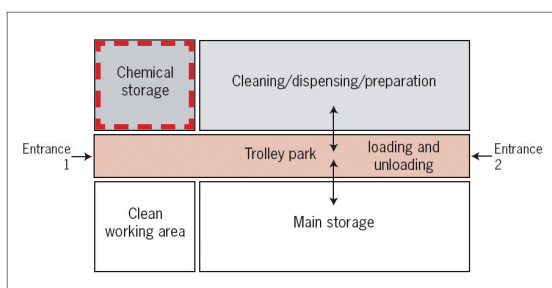 Chemical
storage
Cleaning/dispensing/preparation
Entrance
1
Trolley park
loading and
unloading
Entrance
2
Clean
working area
Main storage